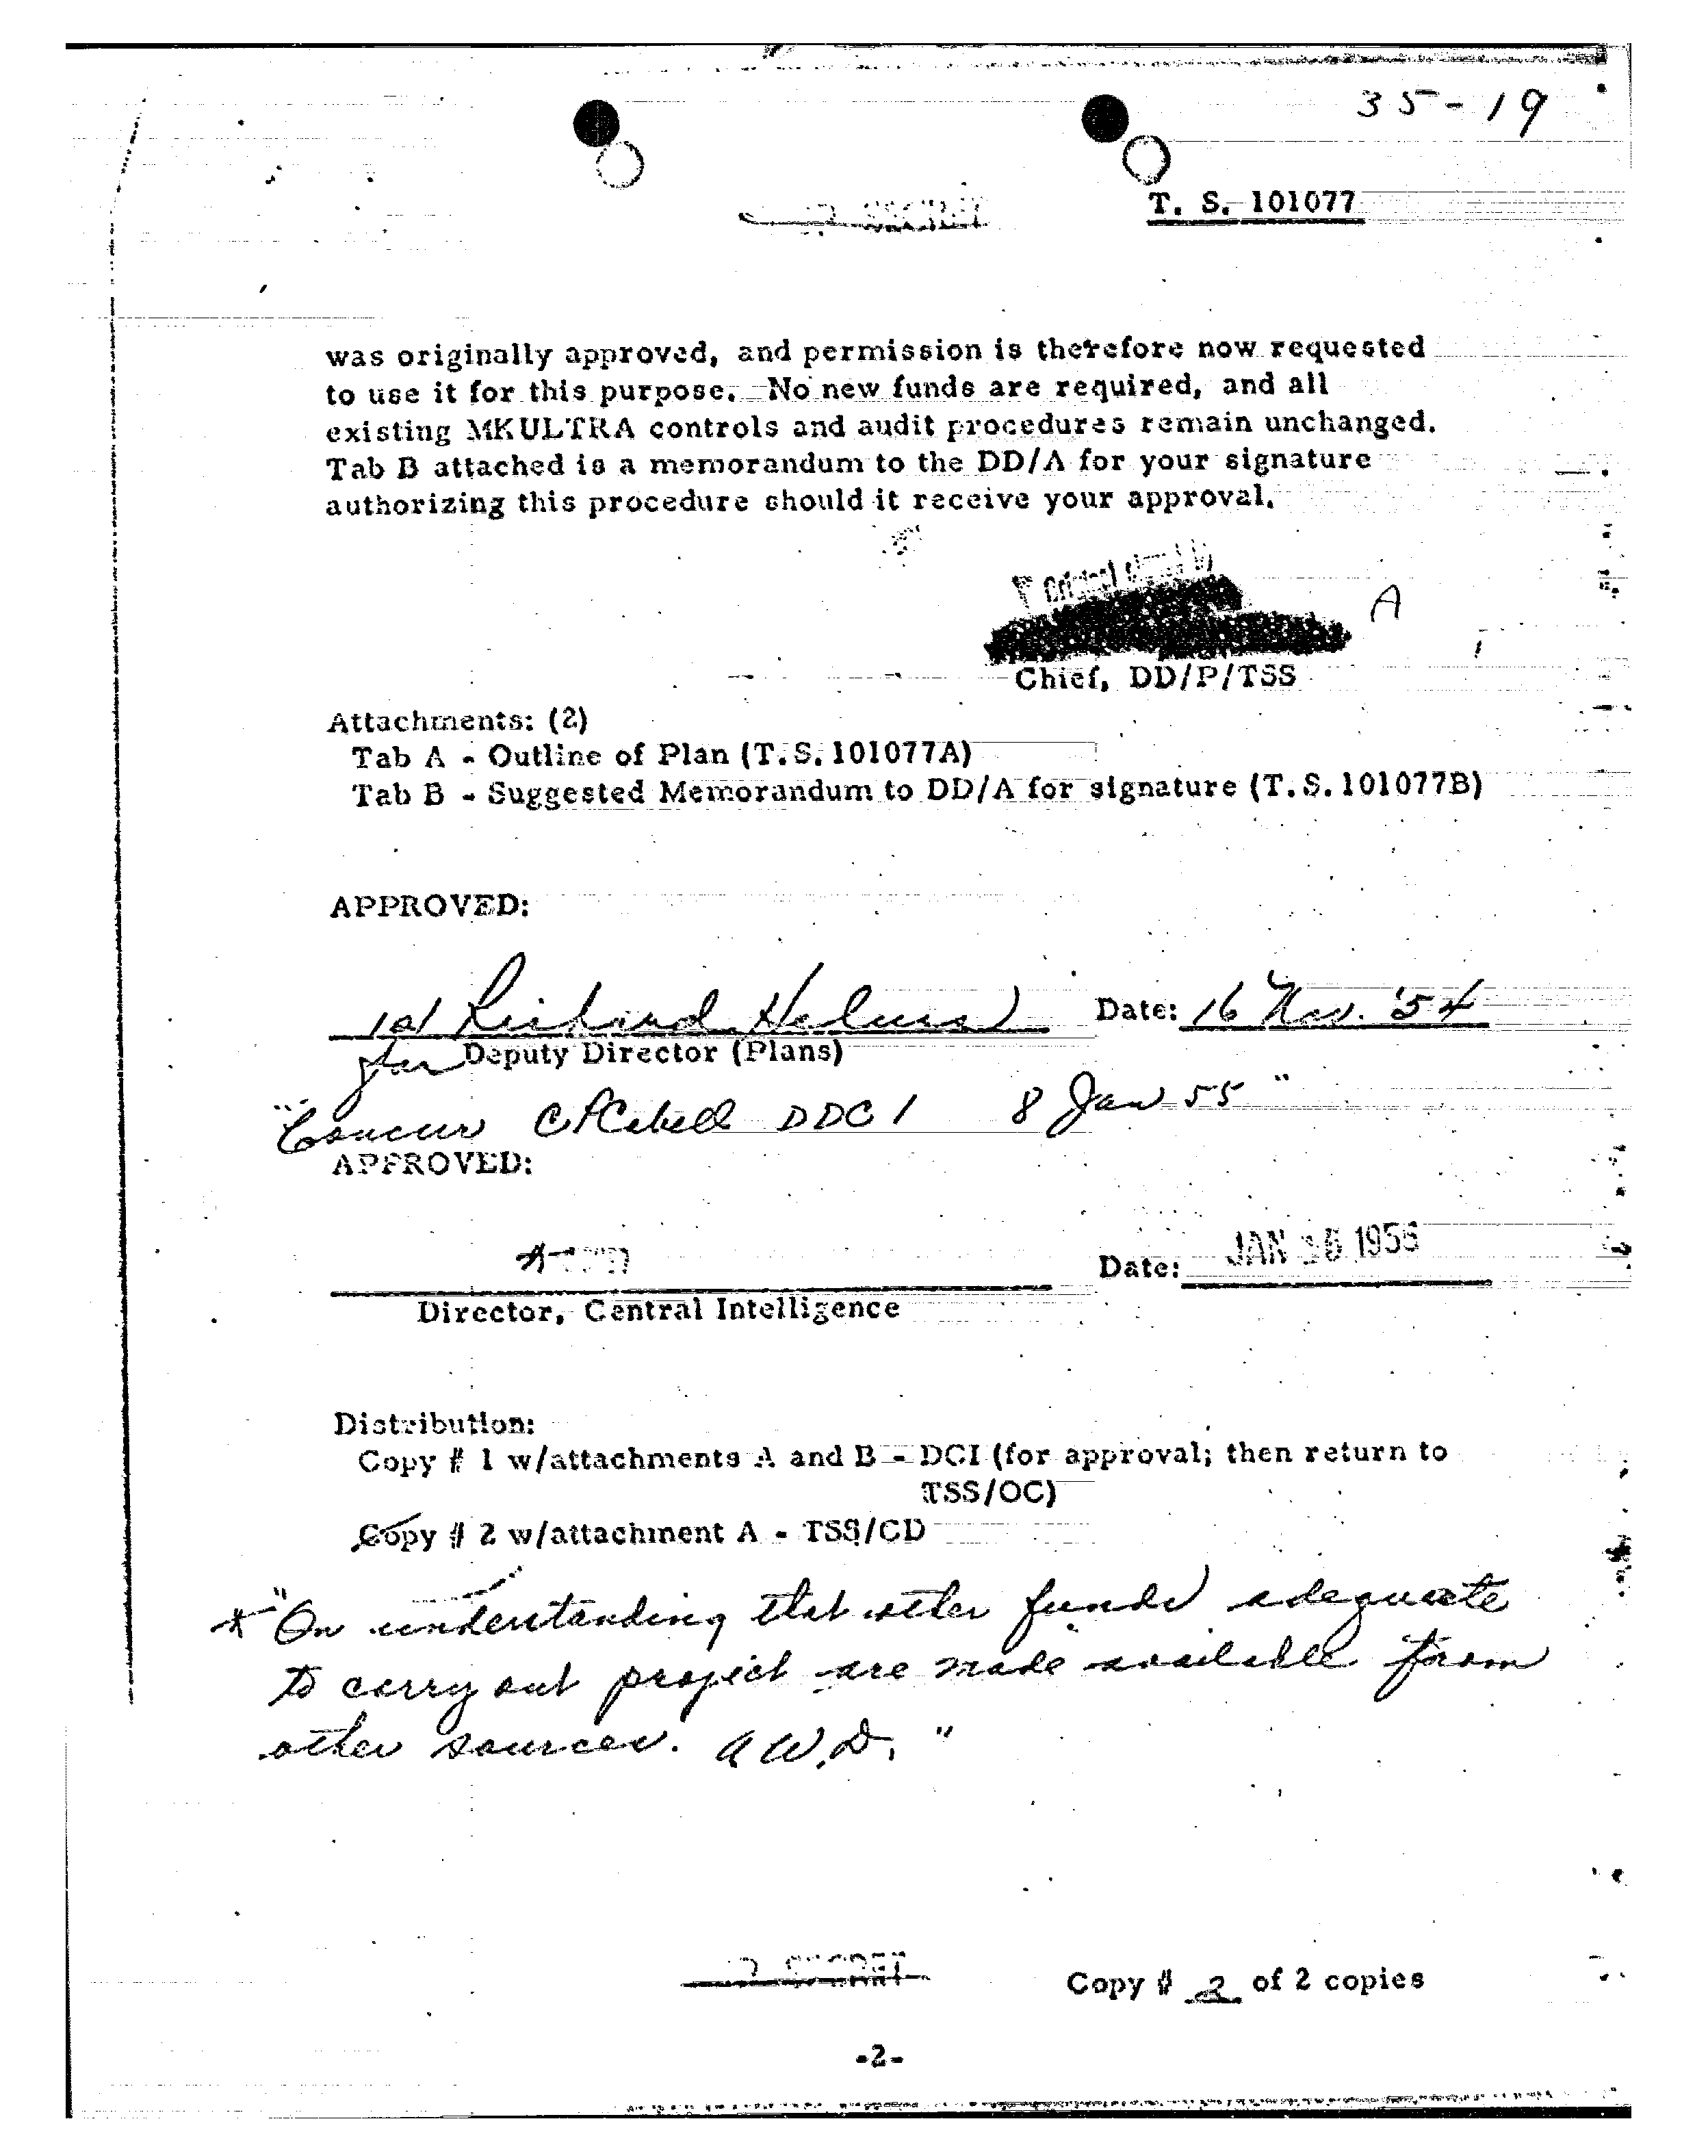 35-19
T. S. 101077
SECRET
was originally approved, and permission is therefore now requested
to use it for this purpose. No new funds are required, and all
existing MKULTRA controls and audit procedures remain unchanged.
Tab B attached is a memorandum to the DD/A for your signature
authorizing this procedure should it receive your approval.
Original signed by
A
Chief, DD/P/TSS
Attachments: (2)
Tab A - Outline of Plan (T. S. 101077A)
Tab B - Suggested Memorandum to DD/A for signature (T. S. 101077B)
APPROVED:
/s/ Richard Helms Date: 16 Nov. '54
for Deputy Director (Plans)
"Concur CPCabell DDCI 8 Jan 55"
APPROVED:
* Date: JAN 1955
Director, Central Intelligence
Distribution:
Copy # 1 w/attachments A and B - DCI (for approval; then return to
TSS/OC)
Copy # 2 w/attachment A - TSS/CD
* "On understanding that other funds adequate
to carry out project are made available from
other sources. A.W.D."
SECRET
Copy # 2 of 2 copies
-2-